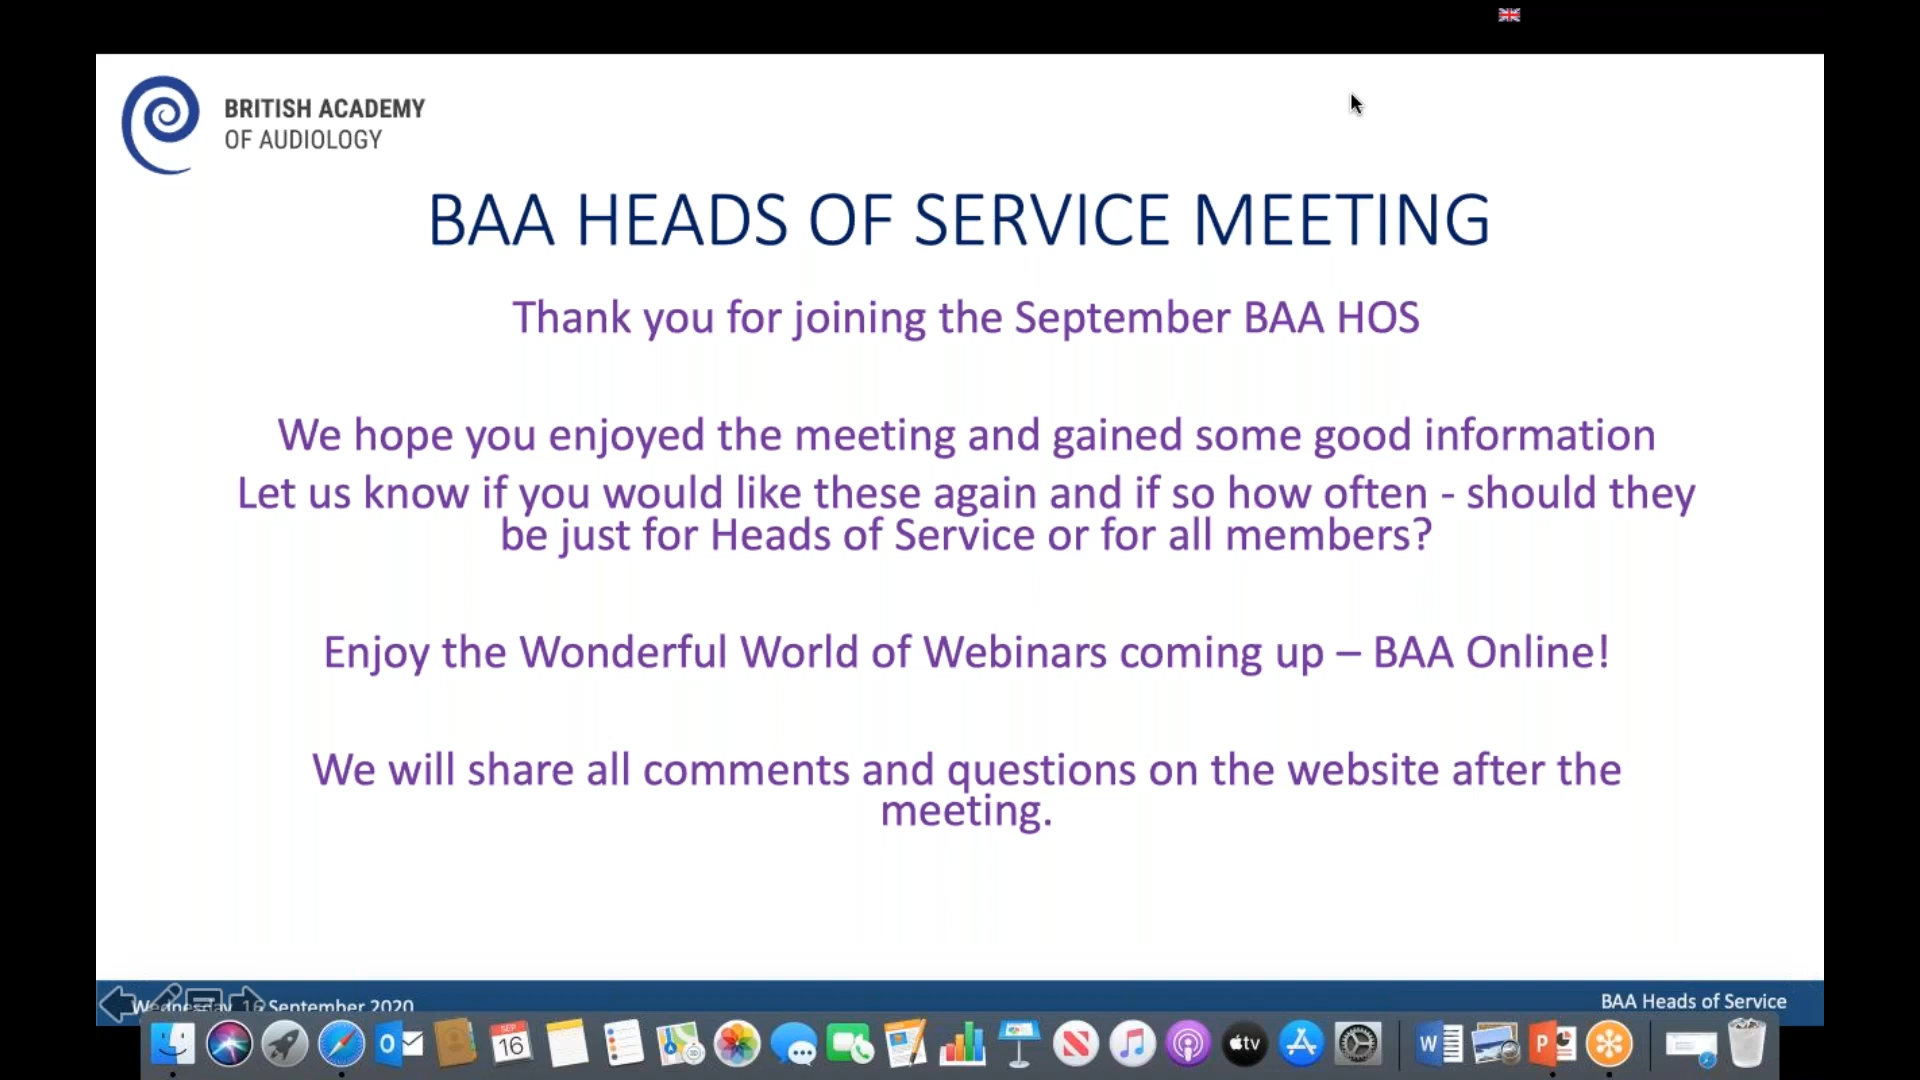 BRITISH ACADEMY
OF AUDIOLOGY
BAA HEADS OF SERVICE MEETING
Thank you for joining the September BAA HOS
We hope you enjoyed the meeting and gained some good information
Let us know if you would like these again and if so how often - should they
be just for Heads of Service or for all members?
Enjoy the Wonderful World of Webinars coming up – BAA Online!
We will share all comments and questions on the website after the
meeting.
Wednesday, 16 September 2020
BAA Heads of Service
SEP
16
tv
W
P